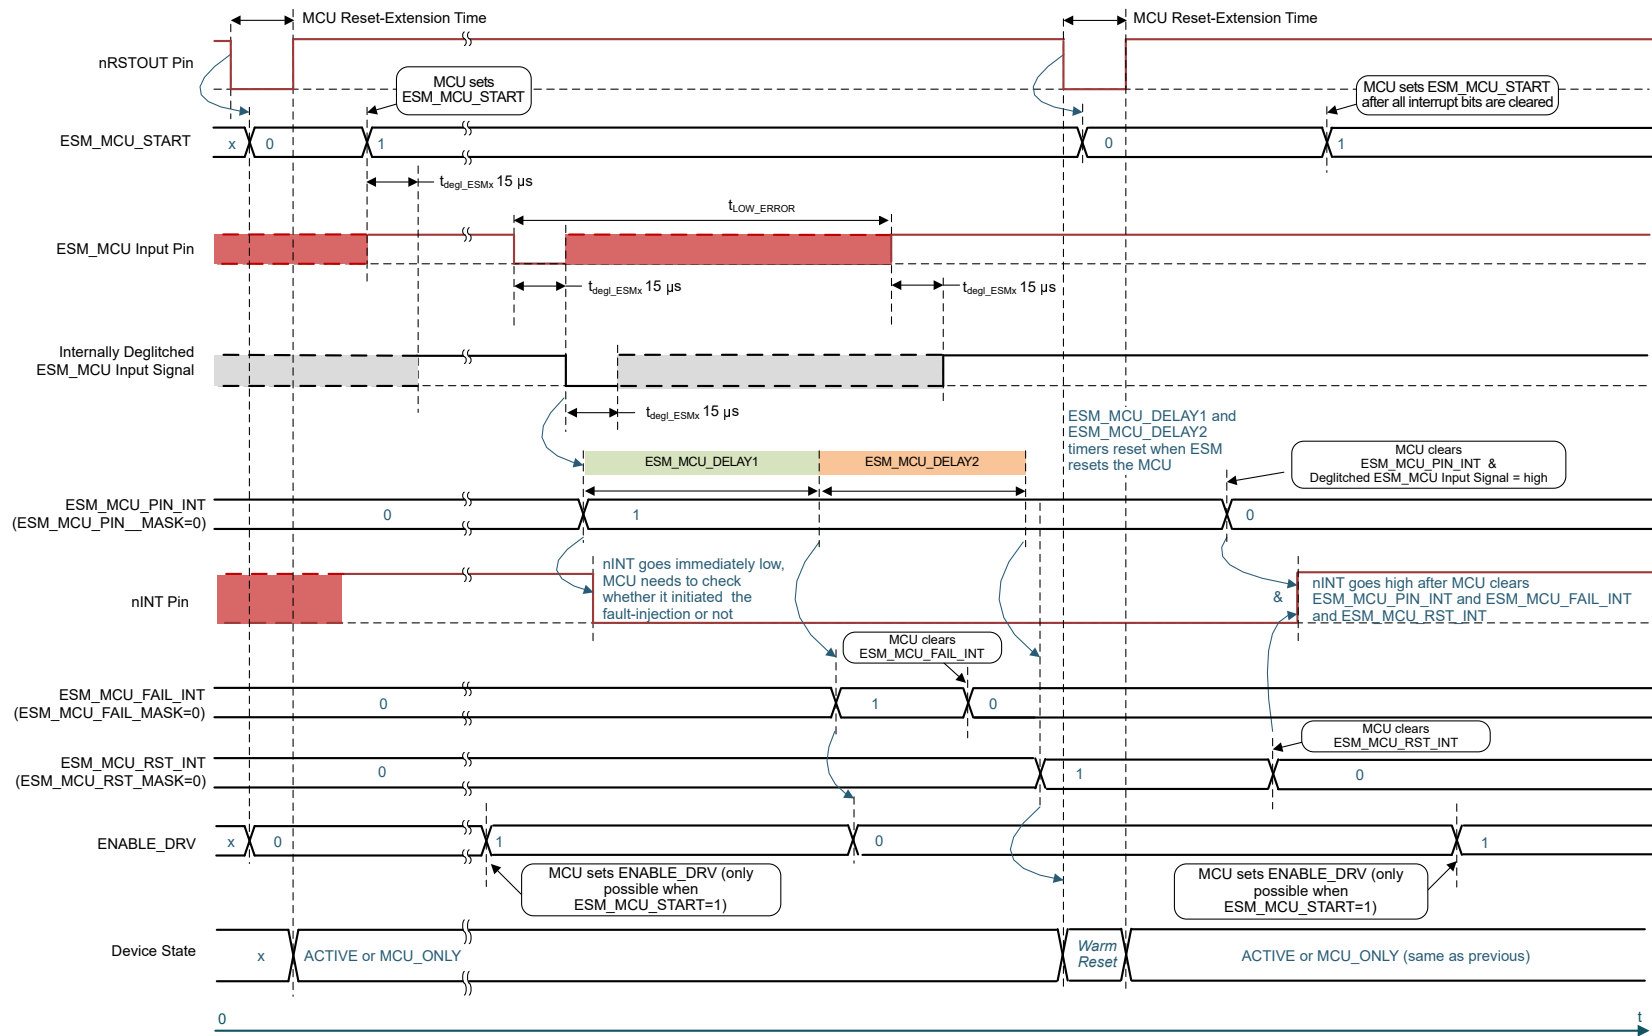 MCU Reset-Extension Time
MCU Reset-Extension Time
nRSTOUT Pin
MCU sets
ESM_MCU_START
MCU sets ESM_MCU_START
after all interrupt bits are cleared
ESM_MCU_START
x
0
1
0
1
tdegl_ESMx 15 µs
tLOW_ERROR
ESM_MCU Input Pin
tdegl_ESMx 15 µs
tdegl_ESMx 15 µs
Internally Deglitched
ESM_MCU Input Signal
tdegl_ESMx 15 µs
ESM_MCU_DELAY1 and
ESM_MCU_DELAY2
timers reset when ESM
resets the MCU
ESM_MCU_DELAY1
ESM_MCU_DELAY2
MCU clears
ESM_MCU_PIN_INT &
Deglitched ESM_MCU Input Signal = high
ESM_MCU_PIN_INT
(ESM_MCU_PIN__MASK=0)
0
1
0
nINT Pin
nINT goes immediately low,
MCU needs to check
whether it initiated the
fault-injection or not
&
nINT goes high after MCU clears
ESM_MCU_PIN_INT and ESM_MCU_FAIL_INT
and ESM_MCU_RST_INT
MCU clears
ESM_MCU_FAIL_INT
ESM_MCU_FAIL_INT
(ESM_MCU_FAIL_MASK=0)
0
1
0
MCU clears
ESM_MCU_RST_INT
ESM_MCU_RST_INT
(ESM_MCU_RST_MASK=0)
0
1
0
ENABLE_DRV
x
0
1
0
1
MCU sets ENABLE_DRV (only
possible when
ESM_MCU_START=1)
MCU sets ENABLE_DRV (only
possible when
ESM_MCU_START=1)
Device State
x
ACTIVE or MCU_ONLY
Warm
Reset
ACTIVE or MCU_ONLY (same as previous)
0
t